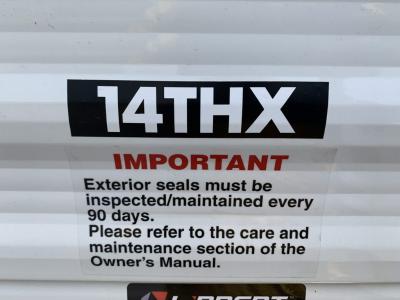 14THX
IMPORTANT
Exterior seals must be
inspected/maintained every
90 days.
Please refer to the care and
maintenance section of the
Owner's Manual.